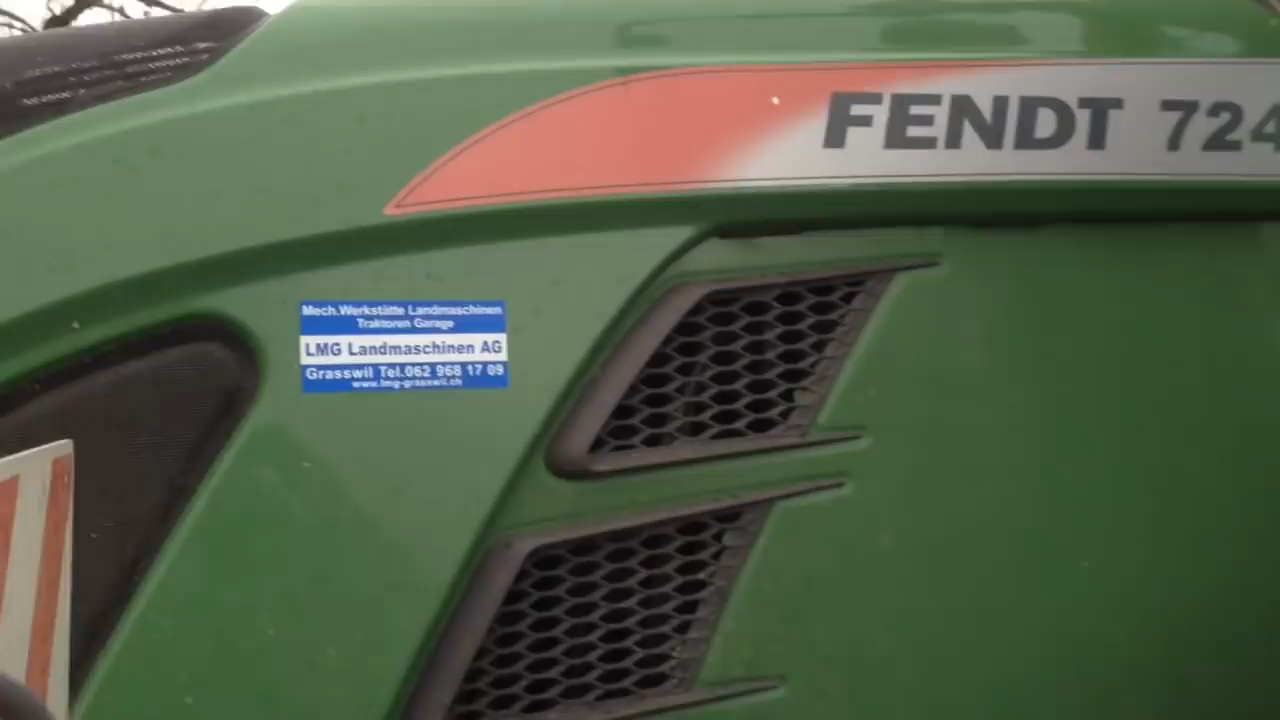 FENDT 724
Mech.Werkstätte Landmaschinen
Traktoren Garage
LMG Landmaschinen AG
Grasswil Tel.062 968 17 09
www.lmg-grasswil.ch